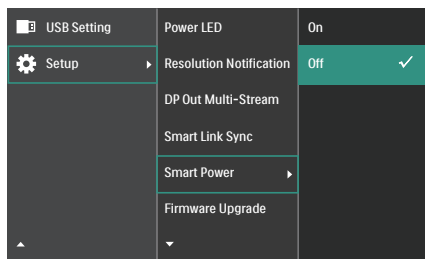 USB Setting
Setup
Power LED
Resolution Notification
DP Out Multi-Stream
Smart Link Sync
Smart Power
Firmware Upgrade
On
Off